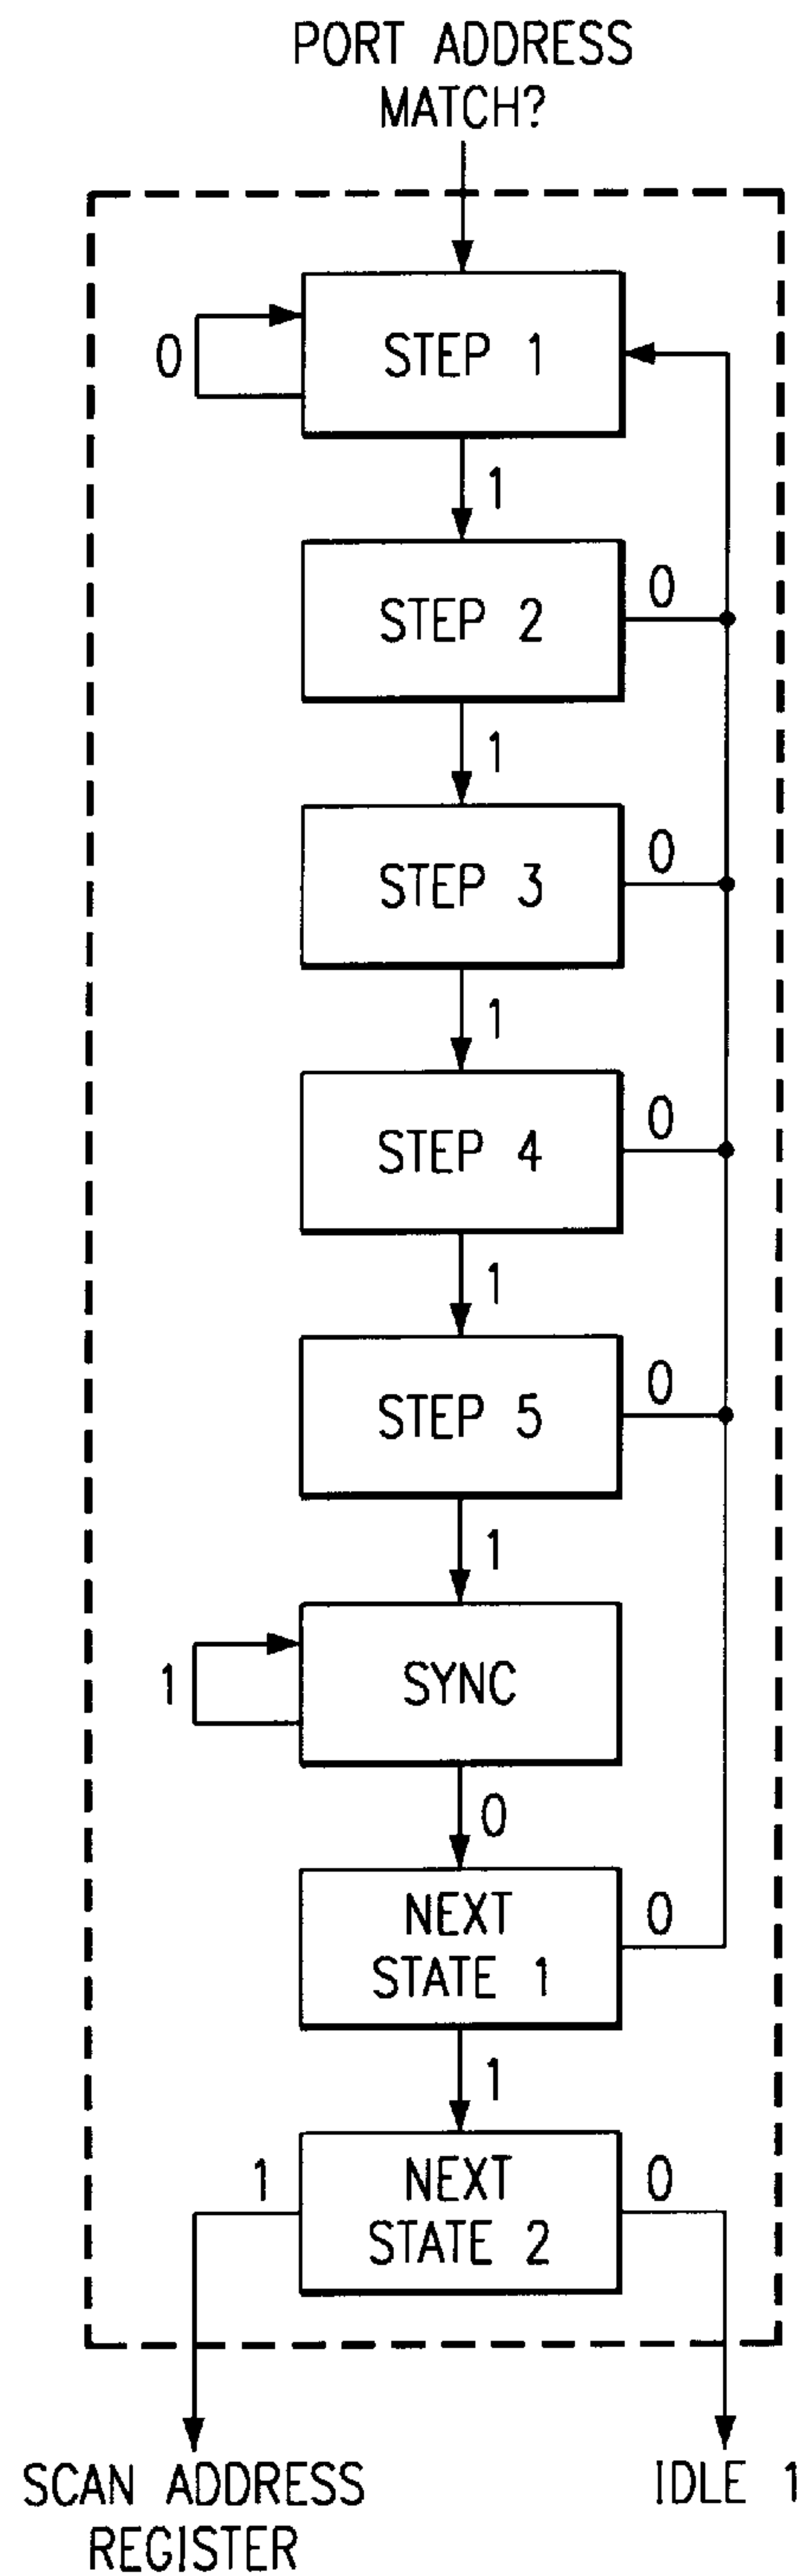 PORT ADDRESS
MATCH?
0
STEP 1
1
STEP 2
0
1
STEP 3
0
1
STEP 4
0
1
STEP 5
0
1
1
SYNC
0
NEXT
STATE 1
0
1
1
NEXT
STATE 2
0
SCAN ADDRESS
REGISTER
IDLE 1